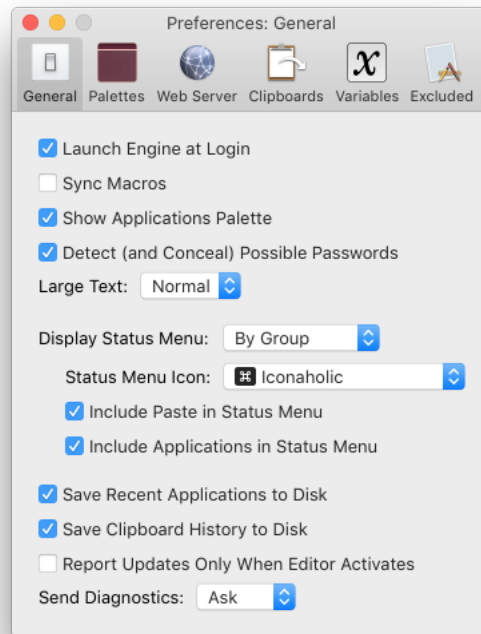 Preferences: General
General Palettes Web Server Clipboards Variables Excluded
Launch Engine at Login
Sync Macros
Show Applications Palette
Detect (and Conceal) Possible Passwords
Large Text: Normal
Display Status Menu: By Group
Status Menu Icon: ⌘ Iconaholic
Include Paste in Status Menu
Include Applications in Status Menu
Save Recent Applications to Disk
Save Clipboard History to Disk
Report Updates Only When Editor Activates
Send Diagnostics: Ask